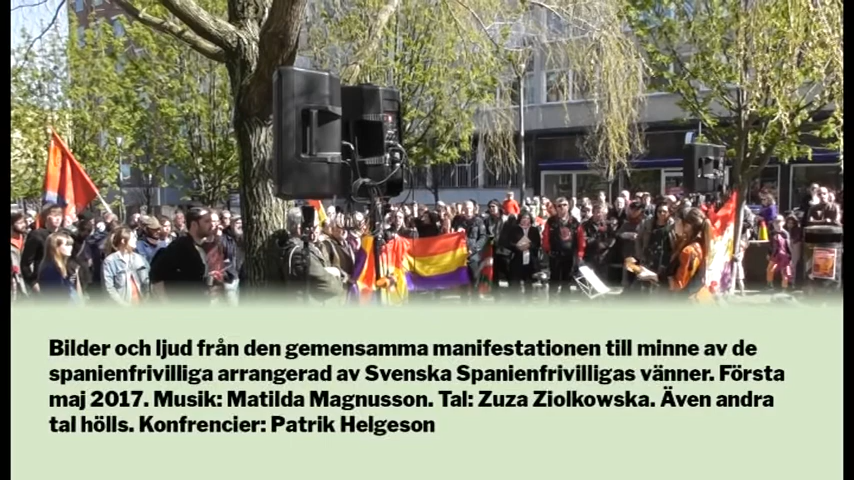 Bilder och ljud från den gemensamma manifestationen till minne av de
spanienfrivilliga arrangerad av Svenska Spanienfrivilligas vänner. Första
maj 2017. Musik: Matilda Magnusson. Tal: Zuza Ziolkowska. Även andra
tal hölls. Konfrencier: Patrik Helgeson